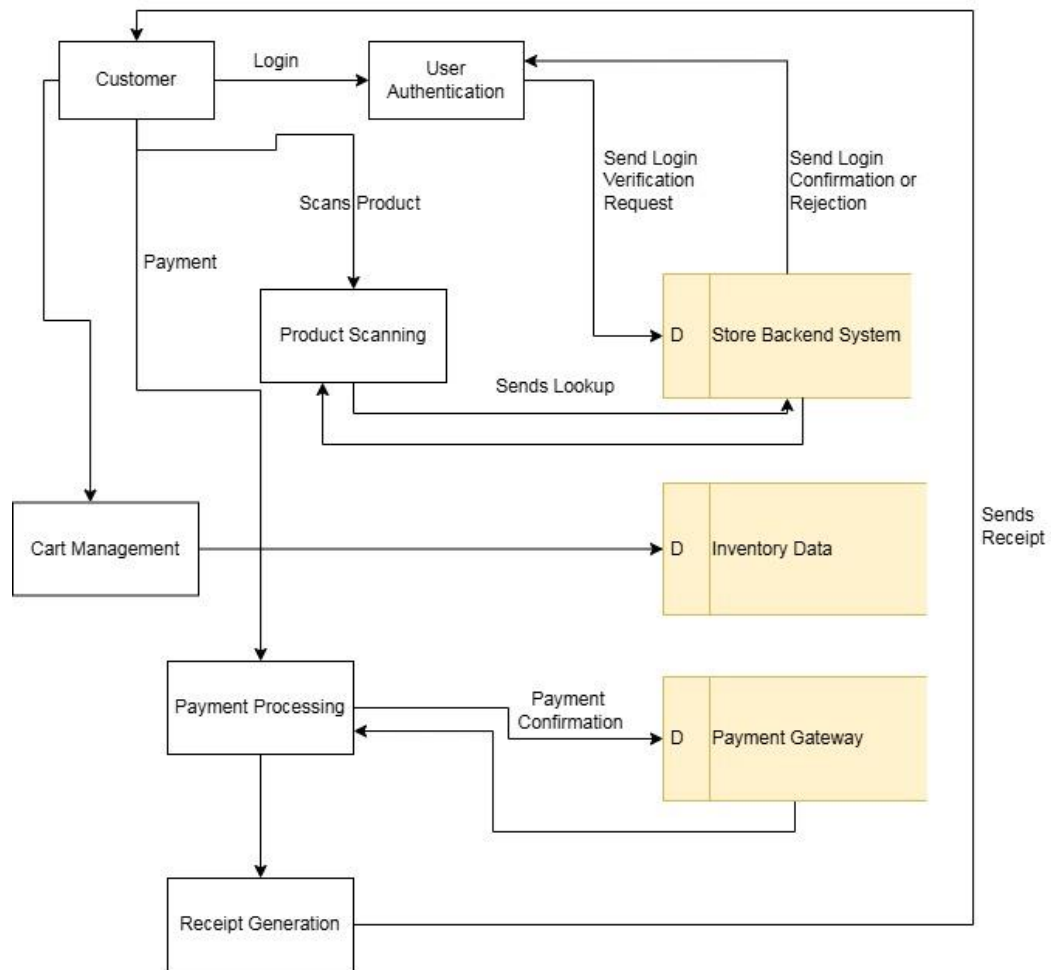 Customer
Login
User
Authentication
Send Login
Verification
Request
Send Login
Confirmation or
Rejection
Scans Product
Payment
Product Scanning
D
Store Backend System
Sends Lookup
Cart Management
D
Inventory Data
Sends
Receipt
Payment Processing
Payment
Confirmation
D
Payment Gateway
Receipt Generation